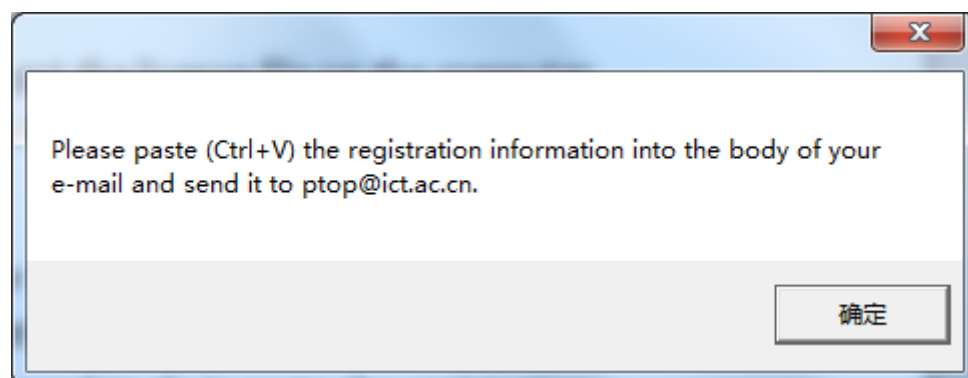 Please paste (Ctrl+V) the registration information into the body of your
e-mail and send it to ptop@ict.ac.cn.
确定